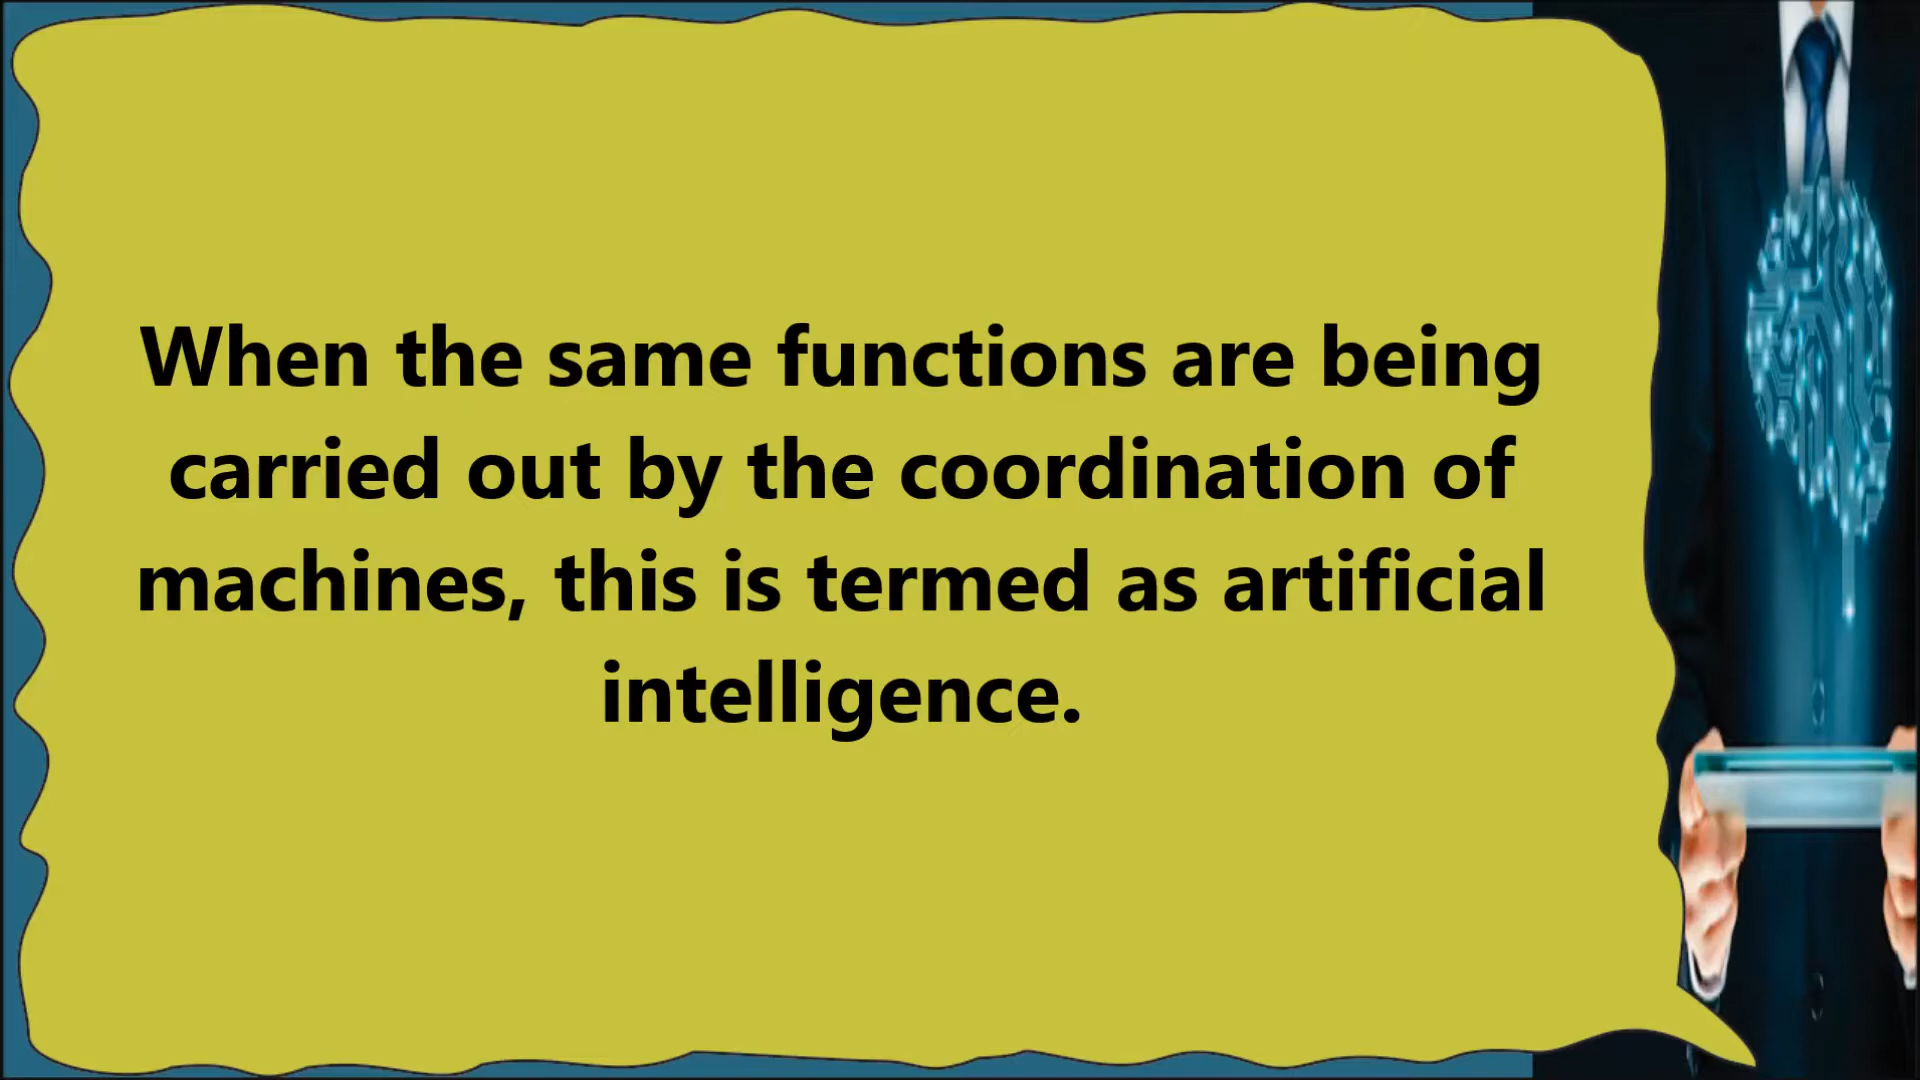 When the same functions are being
carried out by the coordination of
machines, this is termed as artificial
intelligence.